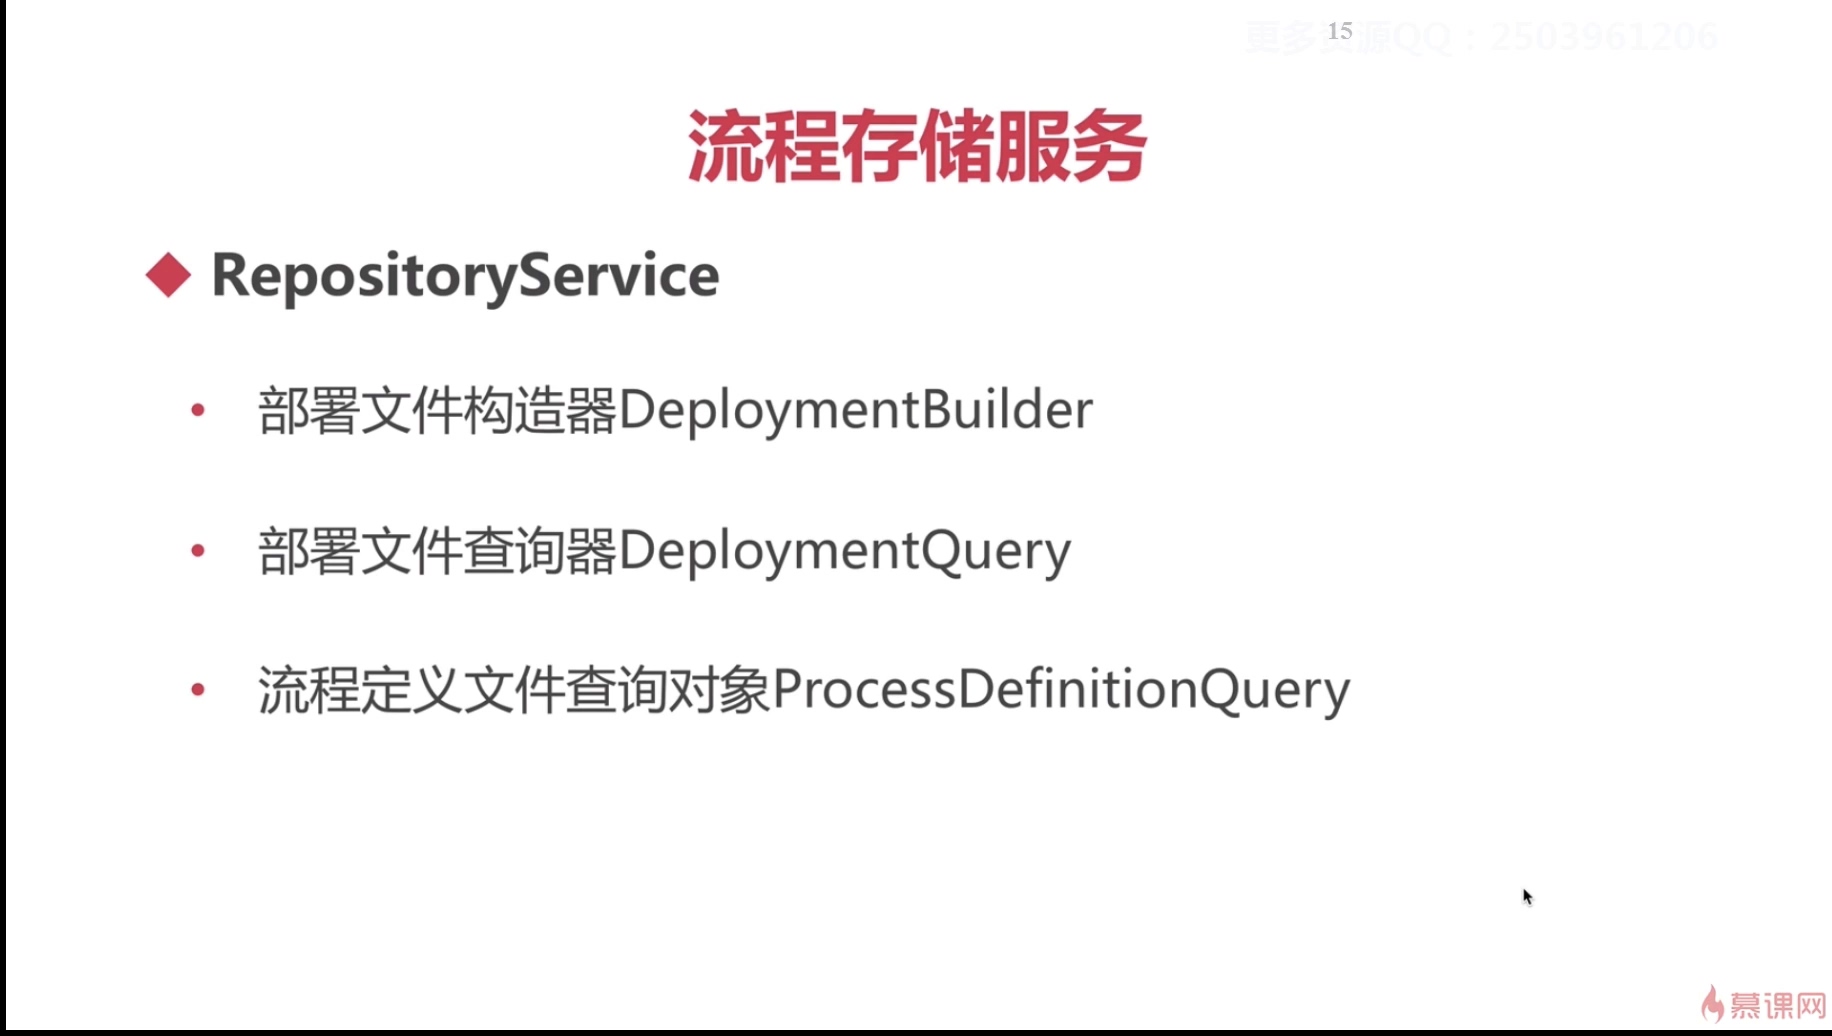 更多资源QQ：2503961206
15
流程存储服务
RepositoryService
部署文件构造器DeploymentBuilder
部署文件查询器DeploymentQuery
流程定义文件查询对象ProcessDefinitionQuery
慕课网